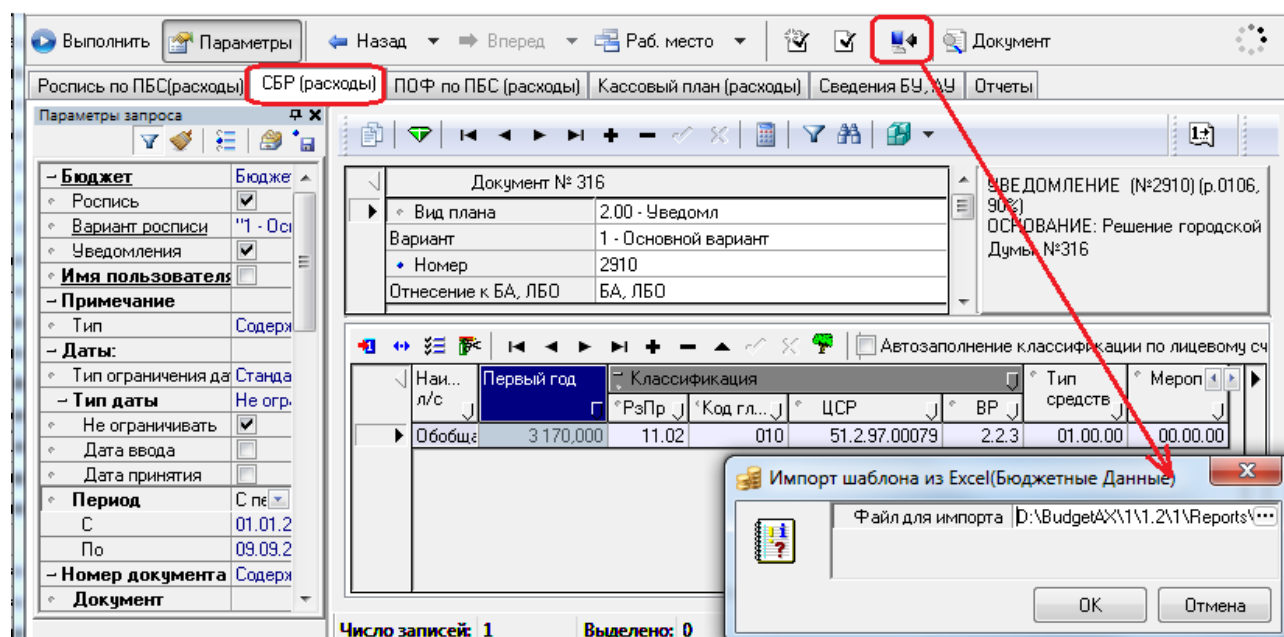 Выполнить Параметры Назад Вперед Раб. место Документ
Роспись по ПБС(расходы) СБР (расходы) ПОФ по ПБС (расходы) Кассовый план (расходы) Сведения БУ, АУ Отчеты
Параметры запроса
Бюджет Бюдже
Роспись
Вариант росписи "1 - Осн
Уведомления
Имя пользователя
Примечание
Тип Содерж
Даты:
Тип ограничения да Станда
Тип даты Не огр.
Не ограничивать
Дата ввода
Дата принятия
Период С пе
С 01.01.2
По 09.09.2
Номер документа Содерж
Документ
Документ № 316
Вид плана 2.00 - Уведомл
Вариант 1 - Основной вариант
Номер 2910
Отнесение к БА, ЛБО БА, ЛБО
УВЕДОМЛЕНИЕ (№2910) (р.0106,
90%)
ОСНОВАНИЕ: Решение городской
Думы №316
Автозаполнение классификации по лицевому сч
Наи... Первый год Классификация Тип Мероп
л/с РзПр Код гл... ЦСР ВР средств
Обобща 3 170,000 11.02 010 51.2.97.00079 2.2.3 01.00.00 00.00.00
Импорт шаблона из Excel(Бюджетные Данные)
Файл для импорта D:\BudgetAX\1\1.2\1\Reports\
ОК Отмена
Число записей: 1 Выделено: 0